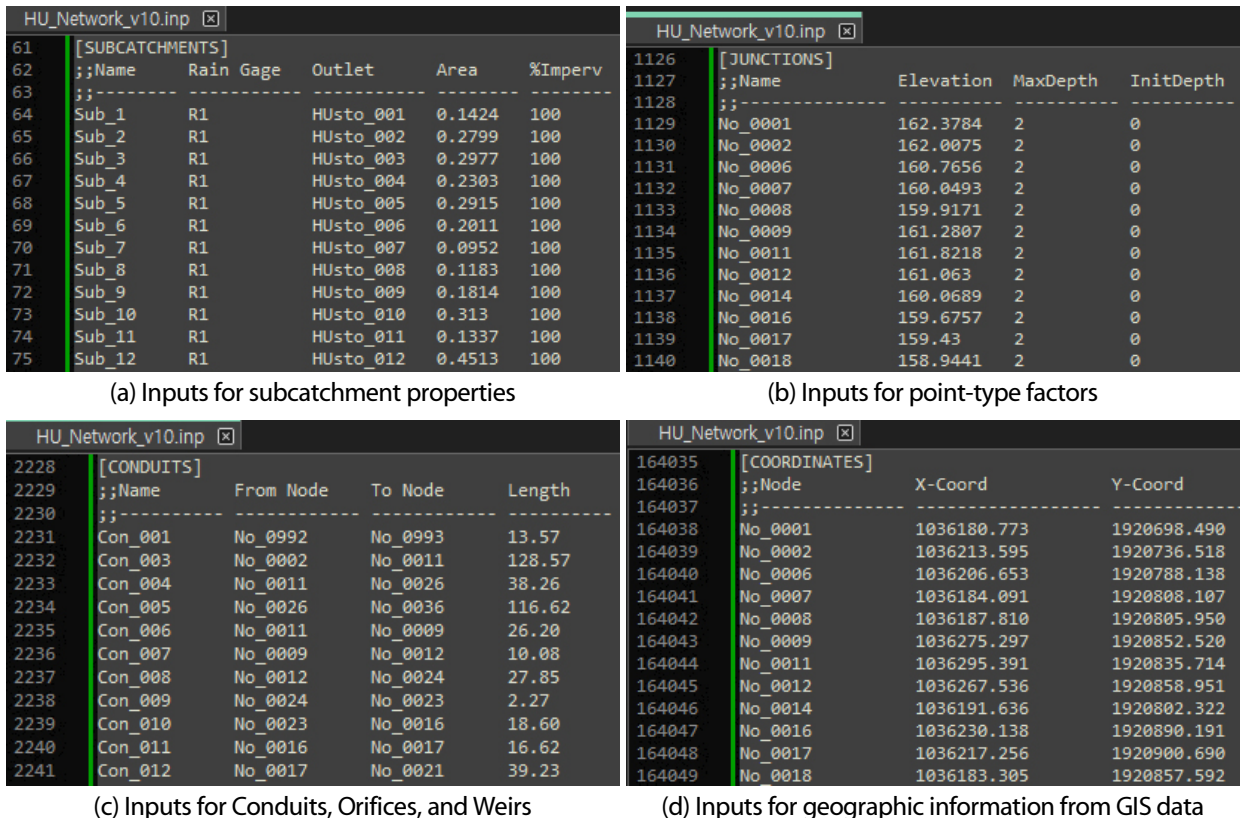 HU_Network_v10.inp
61 [SUBCATCHMENTS]
62 ;;Name Rain Gage Outlet Area %Imperv
63 ;;-------- ----------- ----------- -------- --------
64 Sub_1 R1 HUsto_001 0.1424 100
65 Sub_2 R1 HUsto_002 0.2799 100
66 Sub_3 R1 HUsto_003 0.2977 100
67 Sub_4 R1 HUsto_004 0.2303 100
68 Sub_5 R1 HUsto_005 0.2915 100
69 Sub_6 R1 HUsto_006 0.2011 100
70 Sub_7 R1 HUsto_007 0.0952 100
71 Sub_8 R1 HUsto_008 0.1183 100
72 Sub_9 R1 HUsto_009 0.1814 100
73 Sub_10 R1 HUsto_010 0.313 100
74 Sub_11 R1 HUsto_011 0.1337 100
75 Sub_12 R1 HUsto_012 0.4513 100
(a) Inputs for subcatchment properties
HU_Network_v10.inp
1126 [JUNCTIONS]
1127 ;;Name Elevation MaxDepth InitDepth
1128 ;;-------------- ---------- ---------- ----------
1129 No_0001 162.3784 2 0
1130 No_0002 162.0075 2 0
1131 No_0006 160.7656 2 0
1132 No_0007 160.0493 2 0
1133 No_0008 159.9171 2 0
1134 No_0009 161.2807 2 0
1135 No_0011 161.8218 2 0
1136 No_0012 161.063 2 0
1137 No_0014 160.0689 2 0
1138 No_0016 159.6757 2 0
1139 No_0017 159.43 2 0
1140 No_0018 158.9441 2 0
(b) Inputs for point-type factors
HU_Network_v10.inp
2228 [CONDUITS]
2229 ;;Name From Node To Node Length
2230 ;;---------- ------------ ------------ ----------
2231 Con_001 No_0992 No_0993 13.57
2232 Con_003 No_0002 No_0011 128.57
2233 Con_004 No_0011 No_0026 38.26
2234 Con_005 No_0026 No_0036 116.62
2235 Con_006 No_0011 No_0009 26.20
2236 Con_007 No_0009 No_0012 10.08
2237 Con_008 No_0012 No_0024 27.85
2238 Con_009 No_0024 No_0023 2.27
2239 Con_010 No_0023 No_0016 18.60
2240 Con_011 No_0016 No_0017 16.62
2241 Con_012 No_0017 No_0021 39.23
(c) Inputs for Conduits, Orifices, and Weirs
HU_Network_v10.inp
164035 [COORDINATES]
164036 ;;Node X-Coord Y-Coord
164037 ;;-------------- ------------------ -------------
164038 No_0001 1036180.773 1920698.490
164039 No_0002 1036213.595 1920736.518
164040 No_0006 1036206.653 1920788.138
164041 No_0007 1036184.091 1920808.107
164042 No_0008 1036187.810 1920805.950
164043 No_0009 1036275.297 1920852.520
164044 No_0011 1036295.391 1920835.714
164045 No_0012 1036267.536 1920858.951
164046 No_0014 1036191.636 1920802.322
164047 No_0016 1036230.138 1920890.191
164048 No_0017 1036217.256 1920900.690
164049 No_0018 1036183.305 1920857.592
(d) Inputs for geographic information from GIS data